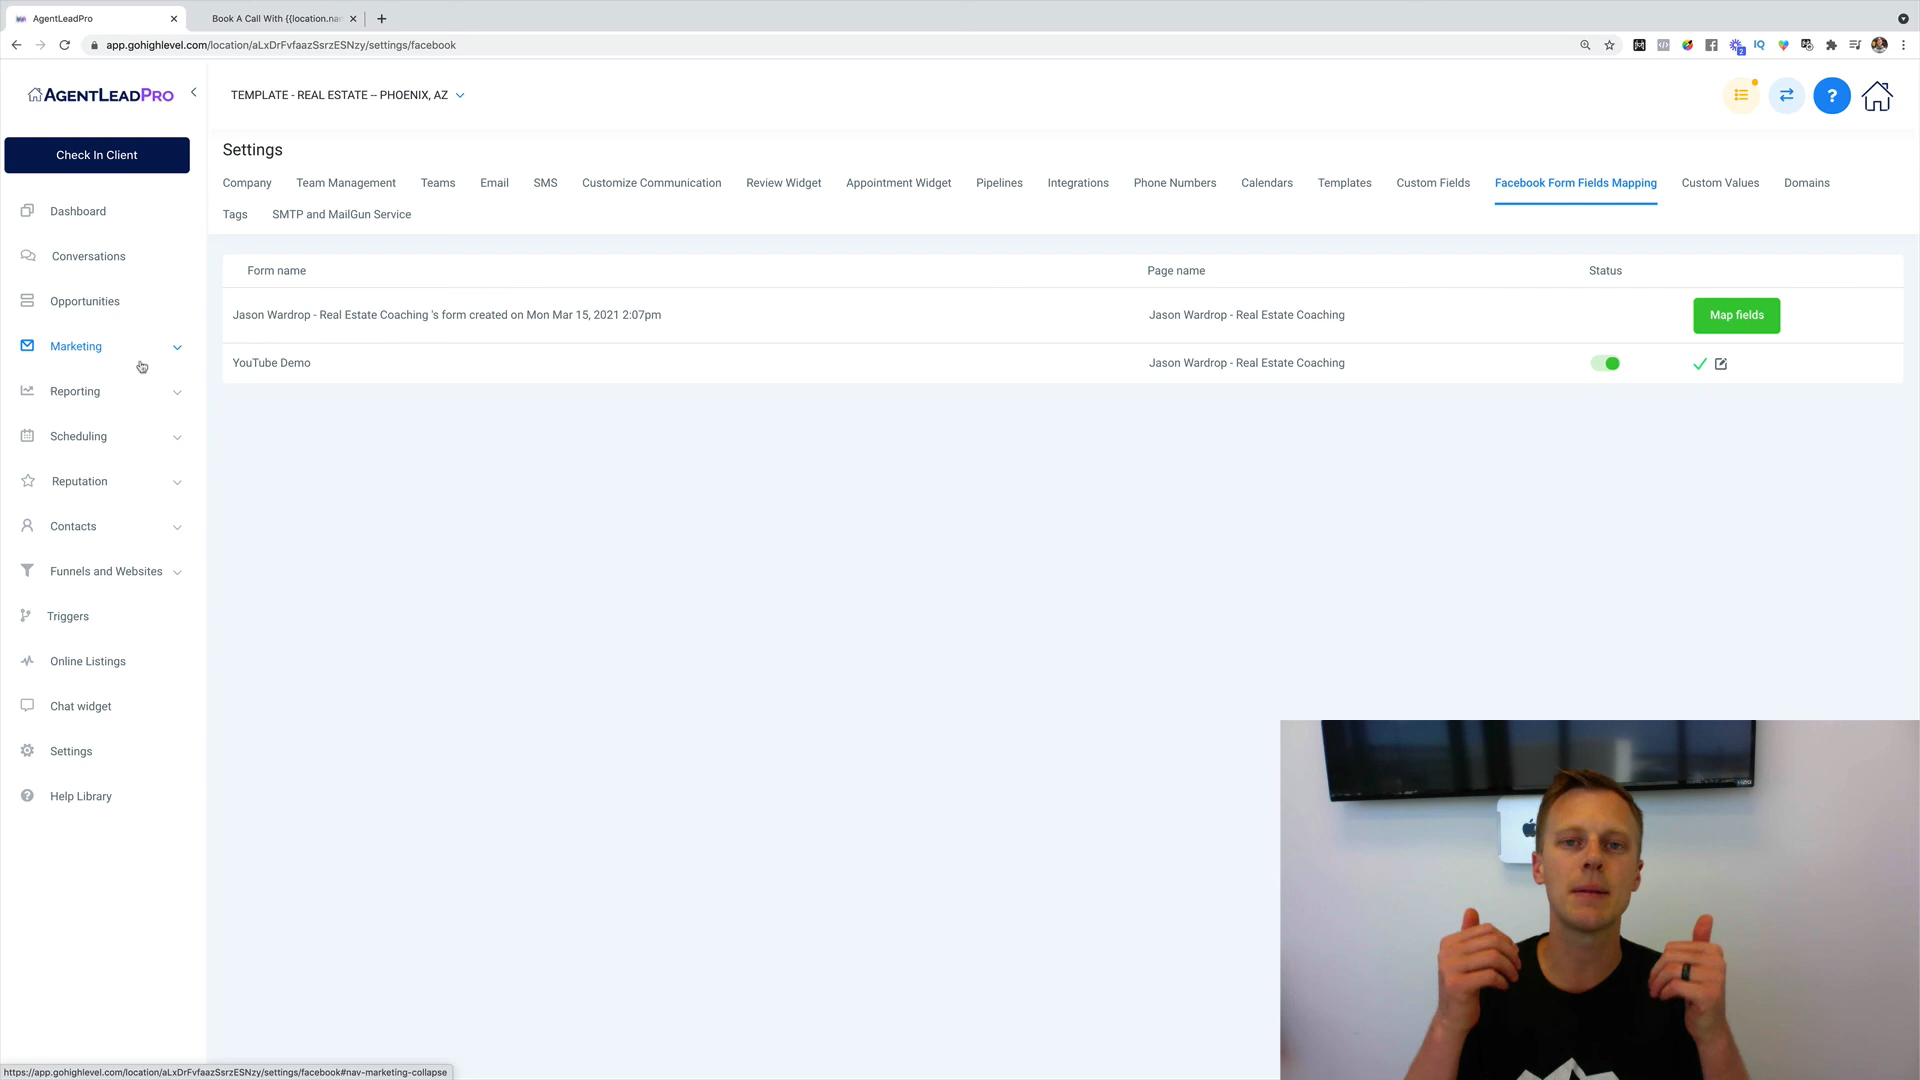 AgentLeadPro
Book A Call With {{location.na
app.gohighlevel.com/location/aLxDrFvfaazSsrzESNzy/settings/facebook
IQ
2
AGENTLEADPRO
TEMPLATE - REAL ESTATE -- PHOENIX, AZ
?
Check In Client
Dashboard
Conversations
Opportunities
Marketing
Reporting
Scheduling
Reputation
Contacts
Funnels and Websites
Triggers
Online Listings
Chat widget
Settings
Help Library
Settings
Company Team Management Teams Email SMS Customize Communication Review Widget Appointment Widget Pipelines Integrations Phone Numbers Calendars Templates Custom Fields Facebook Form Fields Mapping Custom Values Domains
Tags SMTP and MailGun Service
Form name Page name Status
Jason Wardrop - Real Estate Coaching 's form created on Mon Mar 15, 2021 2:07pm Jason Wardrop - Real Estate Coaching Map fields
YouTube Demo Jason Wardrop - Real Estate Coaching
VIZIO
https://app.gohighlevel.com/location/aLxDrFvfaazSsrzESNzy/settings/facebook#nav-marketing-collapse